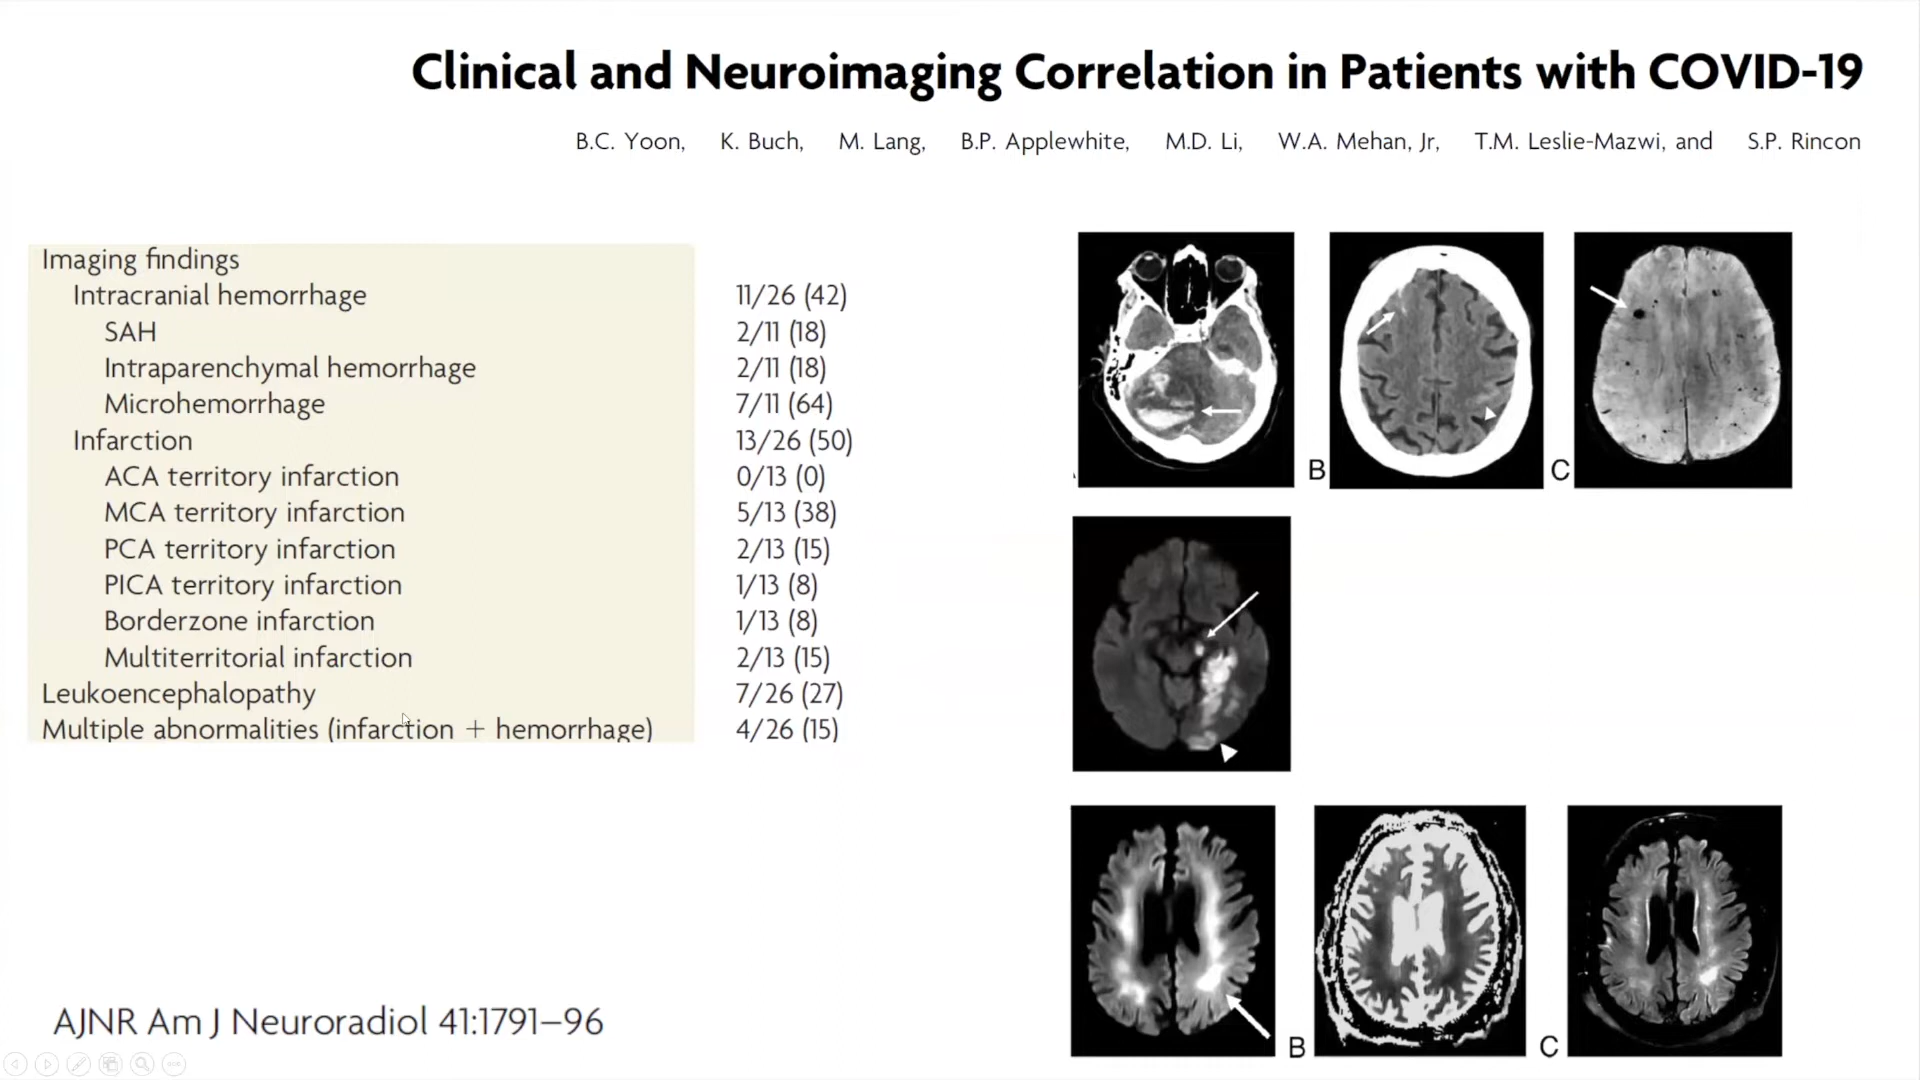 Clinical and Neuroimaging Correlation in Patients with COVID-19
B.C. Yoon, K. Buch, M. Lang, B.P. Applewhite, M.D. Li, W.A. Mehan, Jr, T.M. Leslie-Mazwi, and S.P. Rincon
Imaging findings
Intracranial hemorrhage 11/26 (42)
SAH 2/11 (18)
Intraparenchymal hemorrhage 2/11 (18)
Microhemorrhage 7/11 (64)
Infarction 13/26 (50)
ACA territory infarction 0/13 (0)
MCA territory infarction 5/13 (38)
PCA territory infarction 2/13 (15)
PICA territory infarction 1/13 (8)
Borderzone infarction 1/13 (8)
Multiterritorial infarction 2/13 (15)
Leukoencephalopathy 7/26 (27)
Multiple abnormalities (infarction + hemorrhage) 4/26 (15)
B C
B C
AJNR Am J Neuroradiol 41:1791–96